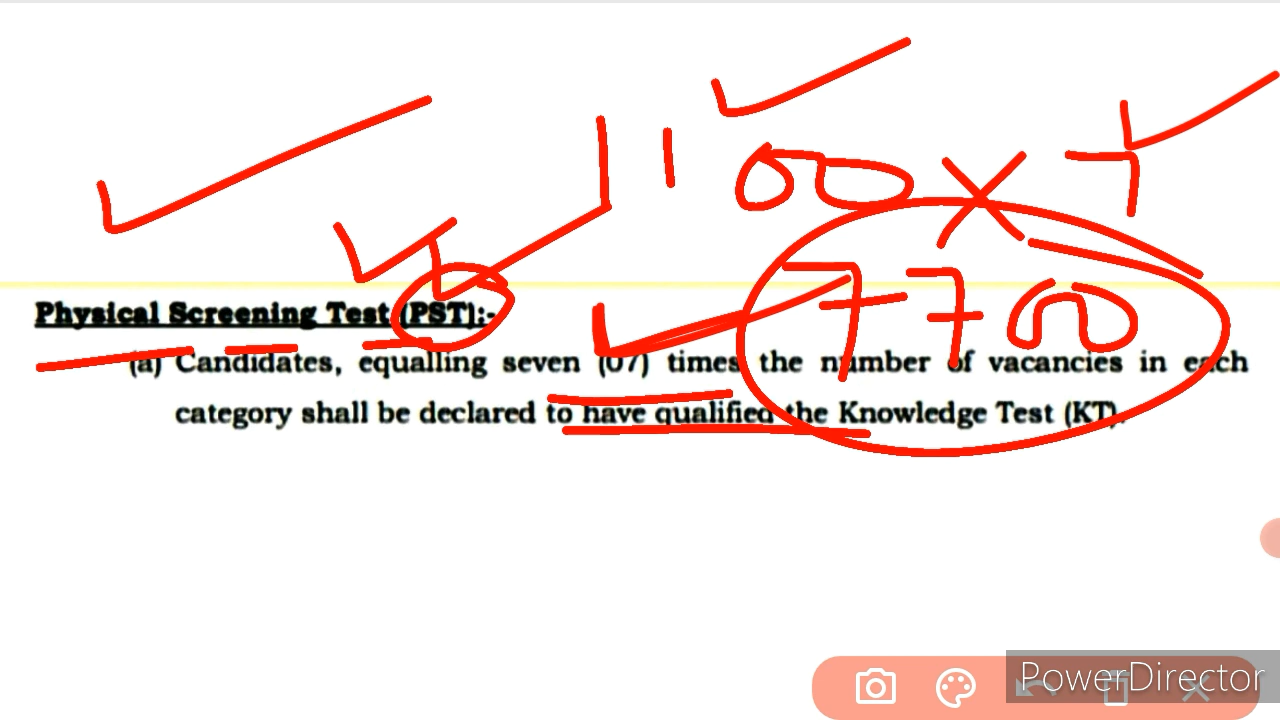 1100 × 7
7700
Physical Screening Test (PST):-
(a) Candidates, equalling seven (07) times the number of vacancies in each
category shall be declared to have qualified the Knowledge Test (KT).
PowerDirector